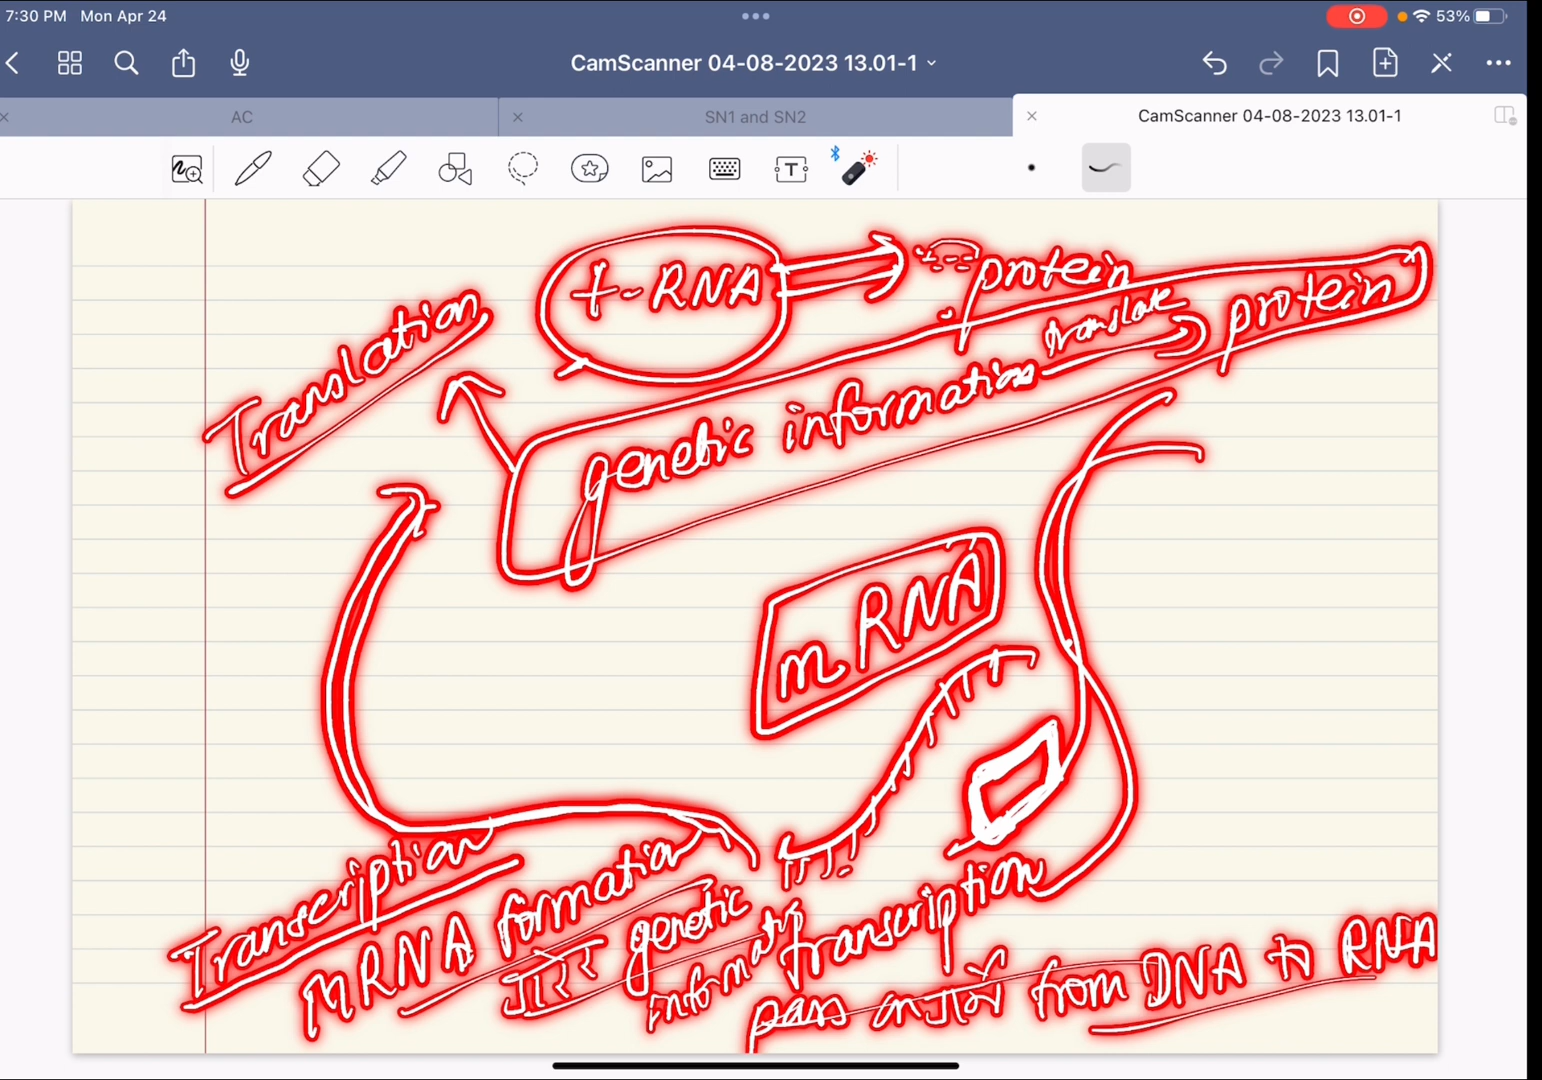 7:30 PM Mon Apr 24
53%
CamScanner 04-08-2023 13.01-1
AC
SN1 and SN2
CamScanner 04-08-2023 13.01-1
t-RNA
protein
Translation
genetic information translate protein
mRNA
Transcription
mRNA formation
और genetic
information
transcription
pass from DNA to RNA